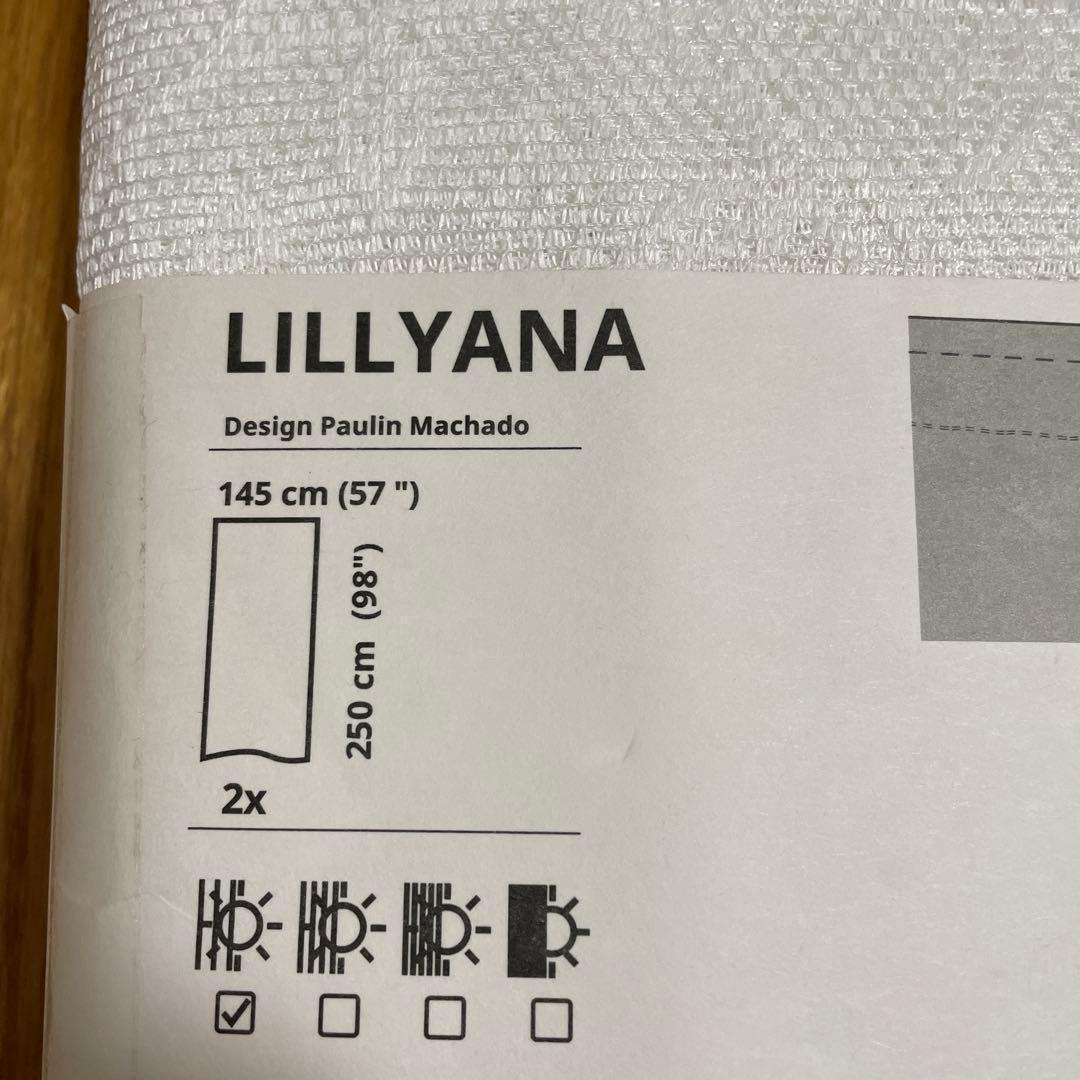 LILLYANA
Design Paulin Machado
145 cm (57 ")
250 cm (98")
2x